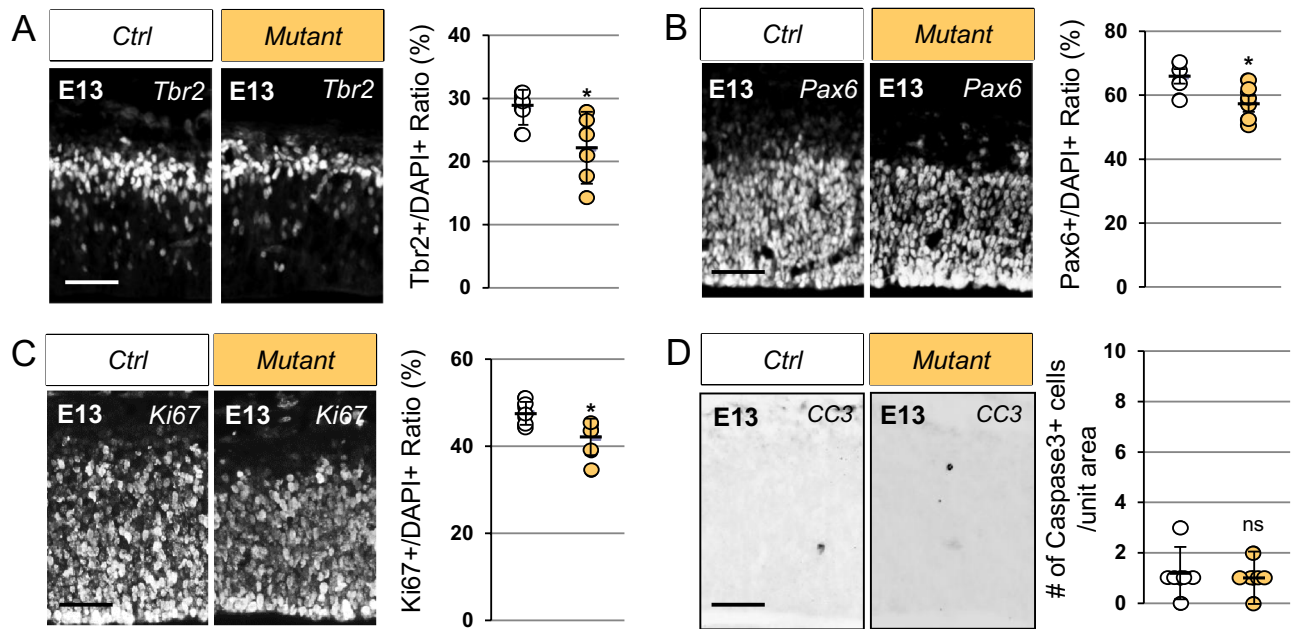 A
Ctrl
Mutant
E13
Tbr2
E13
Tbr2
Tbr2+/DAPI+ Ratio (%)
40
30
20
10
0
*
B
Ctrl
Mutant
E13
Pax6
E13
Pax6
Pax6+/DAPI+ Ratio (%)
80
60
40
20
0
*
C
Ctrl
Mutant
E13
Ki67
E13
Ki67
Ki67+/DAPI+ Ratio (%)
60
40
20
0
*
D
Ctrl
Mutant
E13
CC3
E13
CC3
# of Caspase3+ cells
/unit area
10
8
6
4
2
0
ns